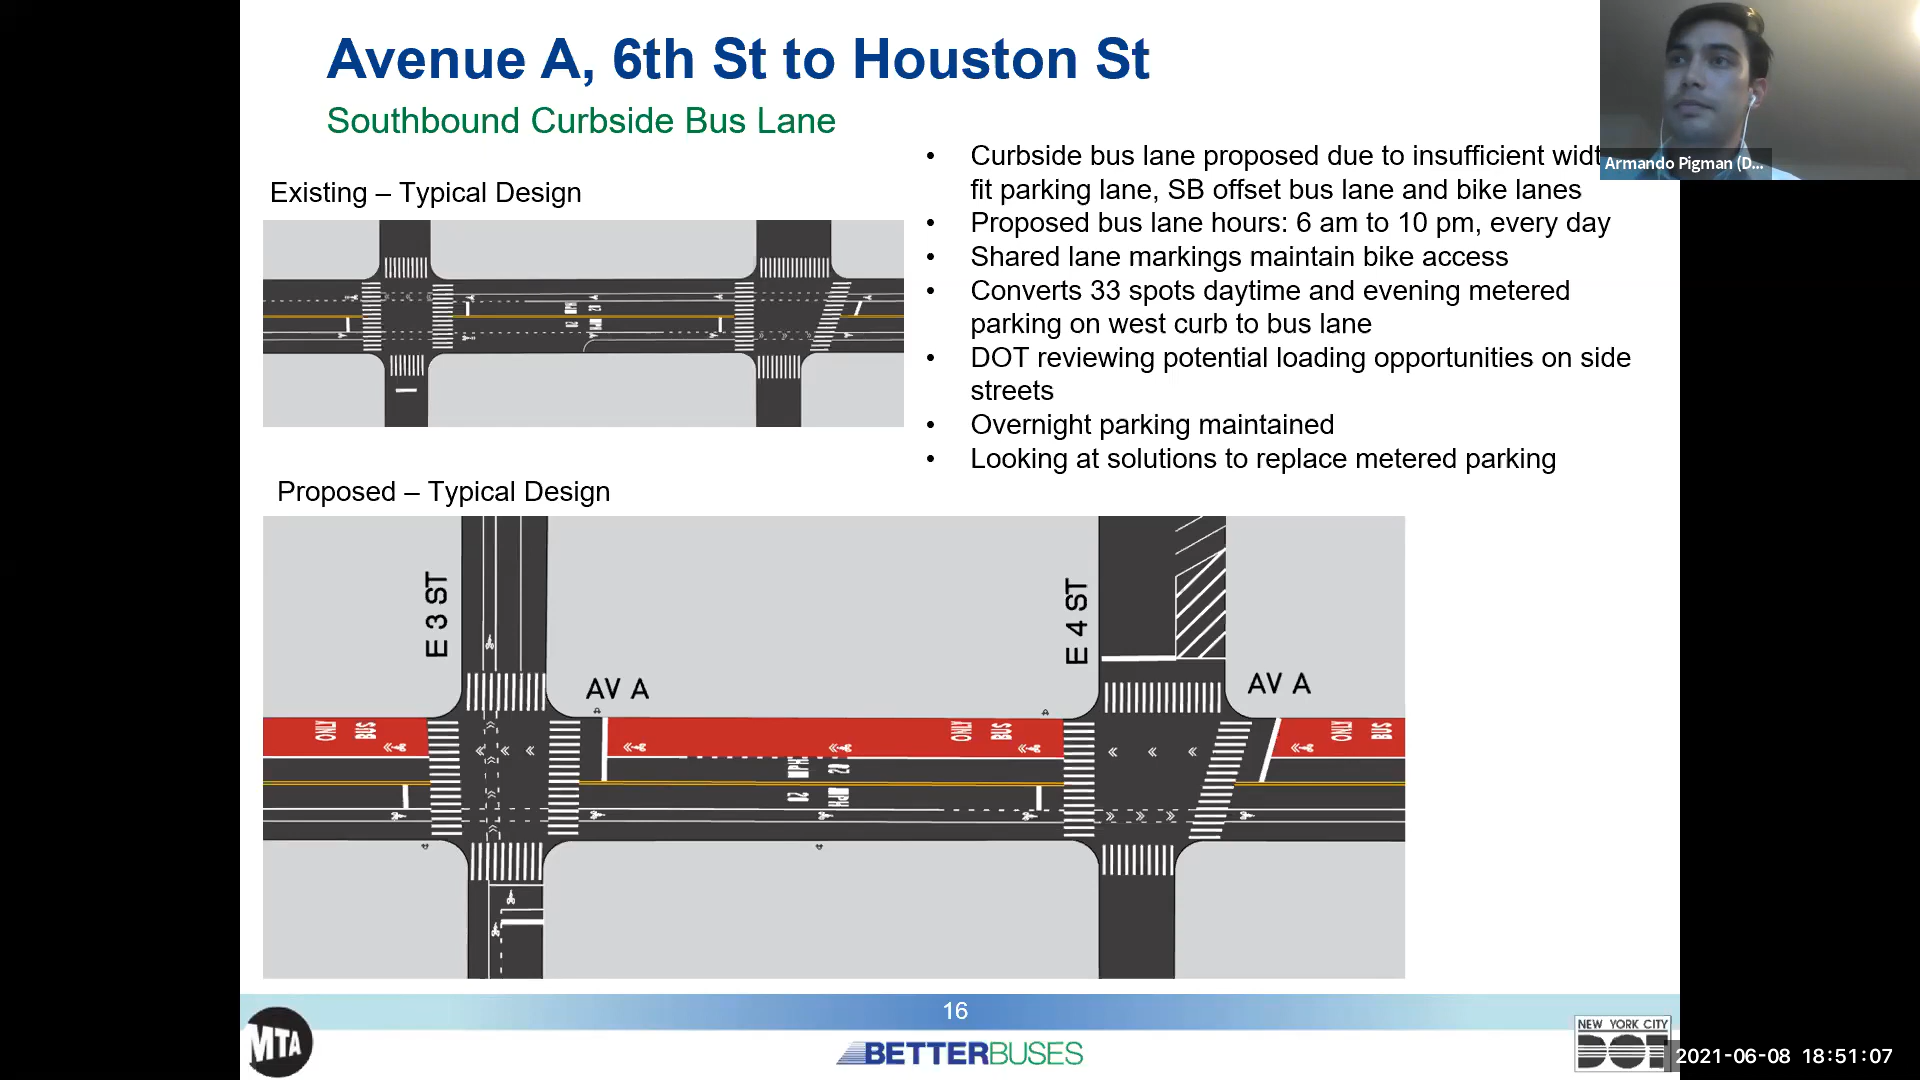 Avenue A, 6th St to Houston St
Southbound Curbside Bus Lane
Existing – Typical Design
• Curbside bus lane proposed due to insufficient
fit parking lane, SB offset bus lane and bike lanes
• Proposed bus lane hours: 6 am to 10 pm, every day
• Shared lane markings maintain bike access
• Converts 33 spots daytime and evening metered
parking on west curb to bus lane
• DOT reviewing potential loading opportunities on side
streets
• Overnight parking maintained
• Looking at solutions to replace metered parking
Armando Pigman (D...
Proposed – Typical Design
E 3 ST
E 4 ST
AV A
AV A
ONLY BUS
ONLY BUS
ONLY BUS
MPH 20
20 MPH
16
MTA
BETTERBUSES
NEW YORK CITY
DOT
2021-06-08 18:51:07